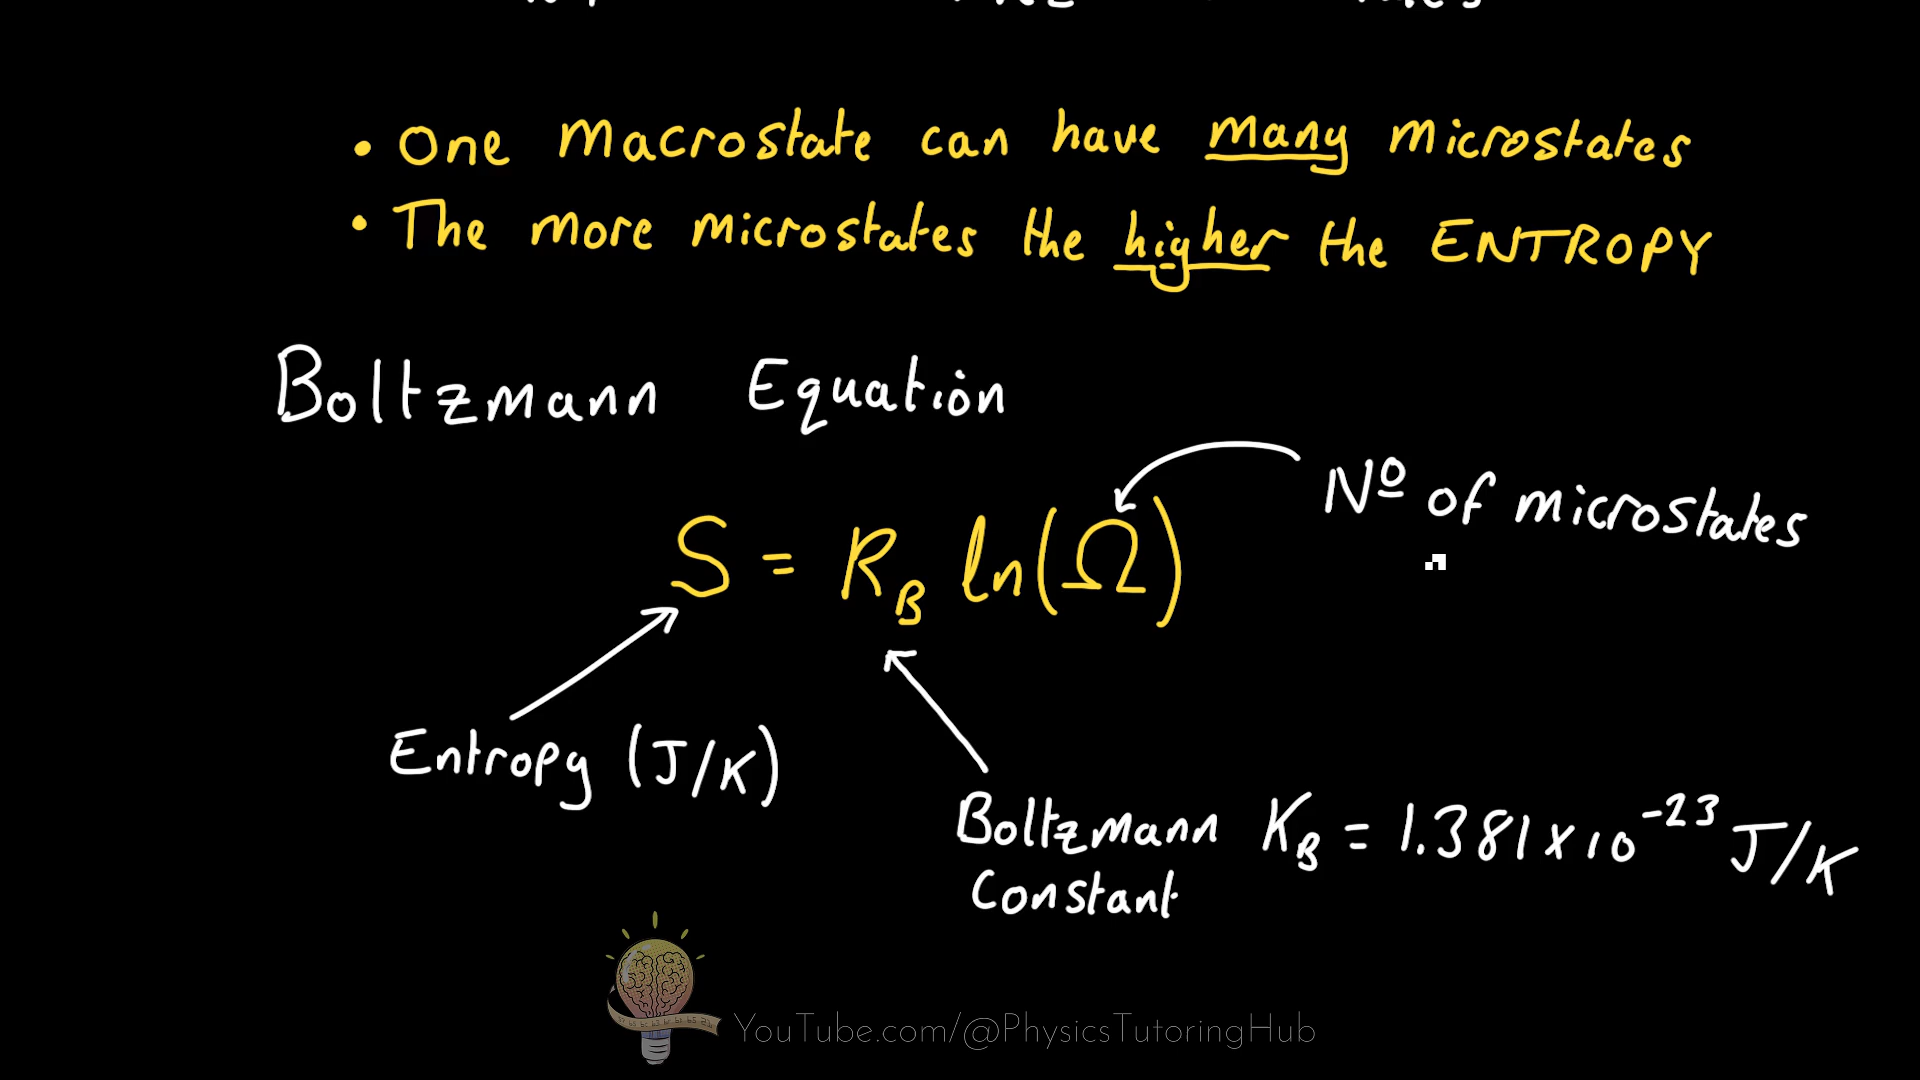 • One macrostate can have many microstates
• The more microstates the higher the ENTROPY
Boltzmann Equation
Nº of microstates
S = k_B ln(Ω)
Entropy (J/K)
Boltzmann Constant K_B = 1.381 x 10^-23 J/K
YouTube.com/@PhysicsTutoringHub